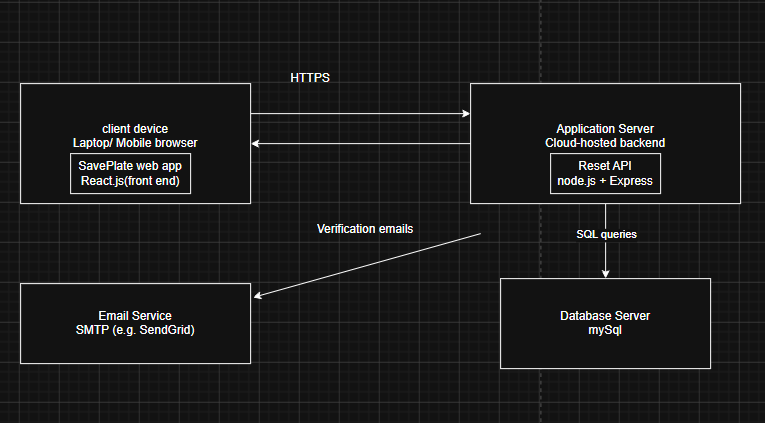 HTTPS
client device
Laptop/ Mobile browser
SavePlate web app
React.js(front end)
Application Server
Cloud-hosted backend
Reset API
node.js + Express
Verification emails
SQL queries
Email Service
SMTP (e.g. SendGrid)
Database Server
mySql